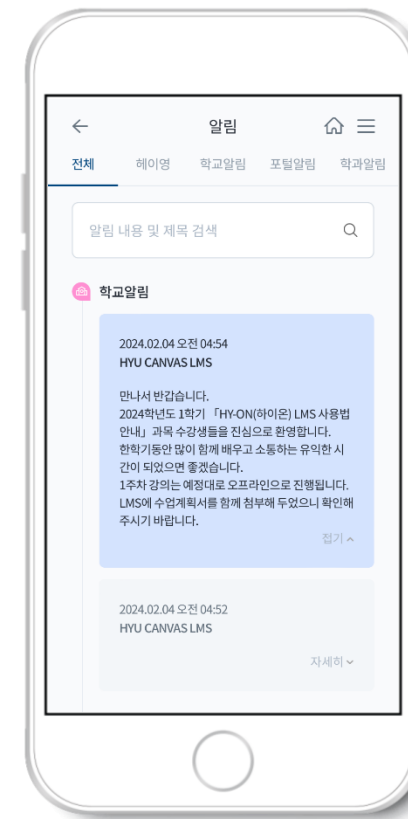 알림
전체 헤이영 학교알림 포털알림 학과알림
알림 내용 및 제목 검색
학교알림
2024.02.04 오전 04:54
HYU CANVAS LMS
만나서 반갑습니다.
2024학년도 1학기 「HY-ON(하이온) LMS 사용법
안내」 과목 수강생들을 진심으로 환영합니다.
한학기동안 많이 함께 배우고 소통하는 유익한 시
간이 되었으면 좋겠습니다.
1주차 강의는 예정대로 오프라인으로 진행됩니다.
LMS에 수업계획서를 함께 첨부해 두었으니 확인해
주시기 바랍니다.
접기
2024.02.04 오전 04:52
HYU CANVAS LMS
자세히